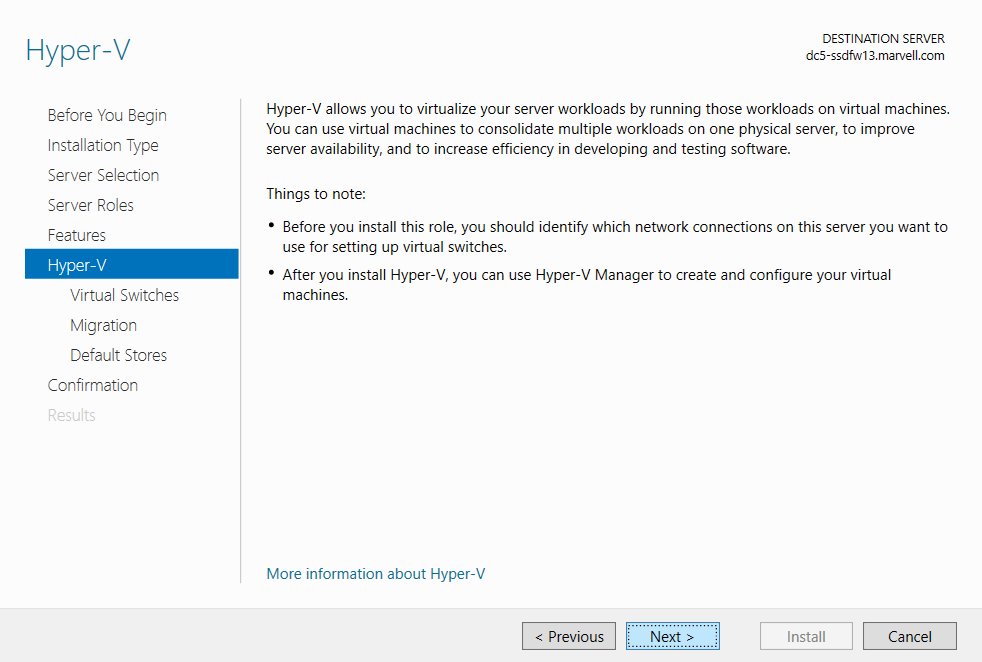 Hyper-V
DESTINATION SERVER
dc5-ssdfw13.marvell.com
Before You Begin
Installation Type
Server Selection
Server Roles
Features
Hyper-V
Virtual Switches
Migration
Default Stores
Confirmation
Results
Hyper-V allows you to virtualize your server workloads by running those workloads on virtual machines.
You can use virtual machines to consolidate multiple workloads on one physical server, to improve
server availability, and to increase efficiency in developing and testing software.
Things to note:
• Before you install this role, you should identify which network connections on this server you want to
use for setting up virtual switches.
• After you install Hyper-V, you can use Hyper-V Manager to create and configure your virtual
machines.
More information about Hyper-V
< Previous
Next >
Install
Cancel